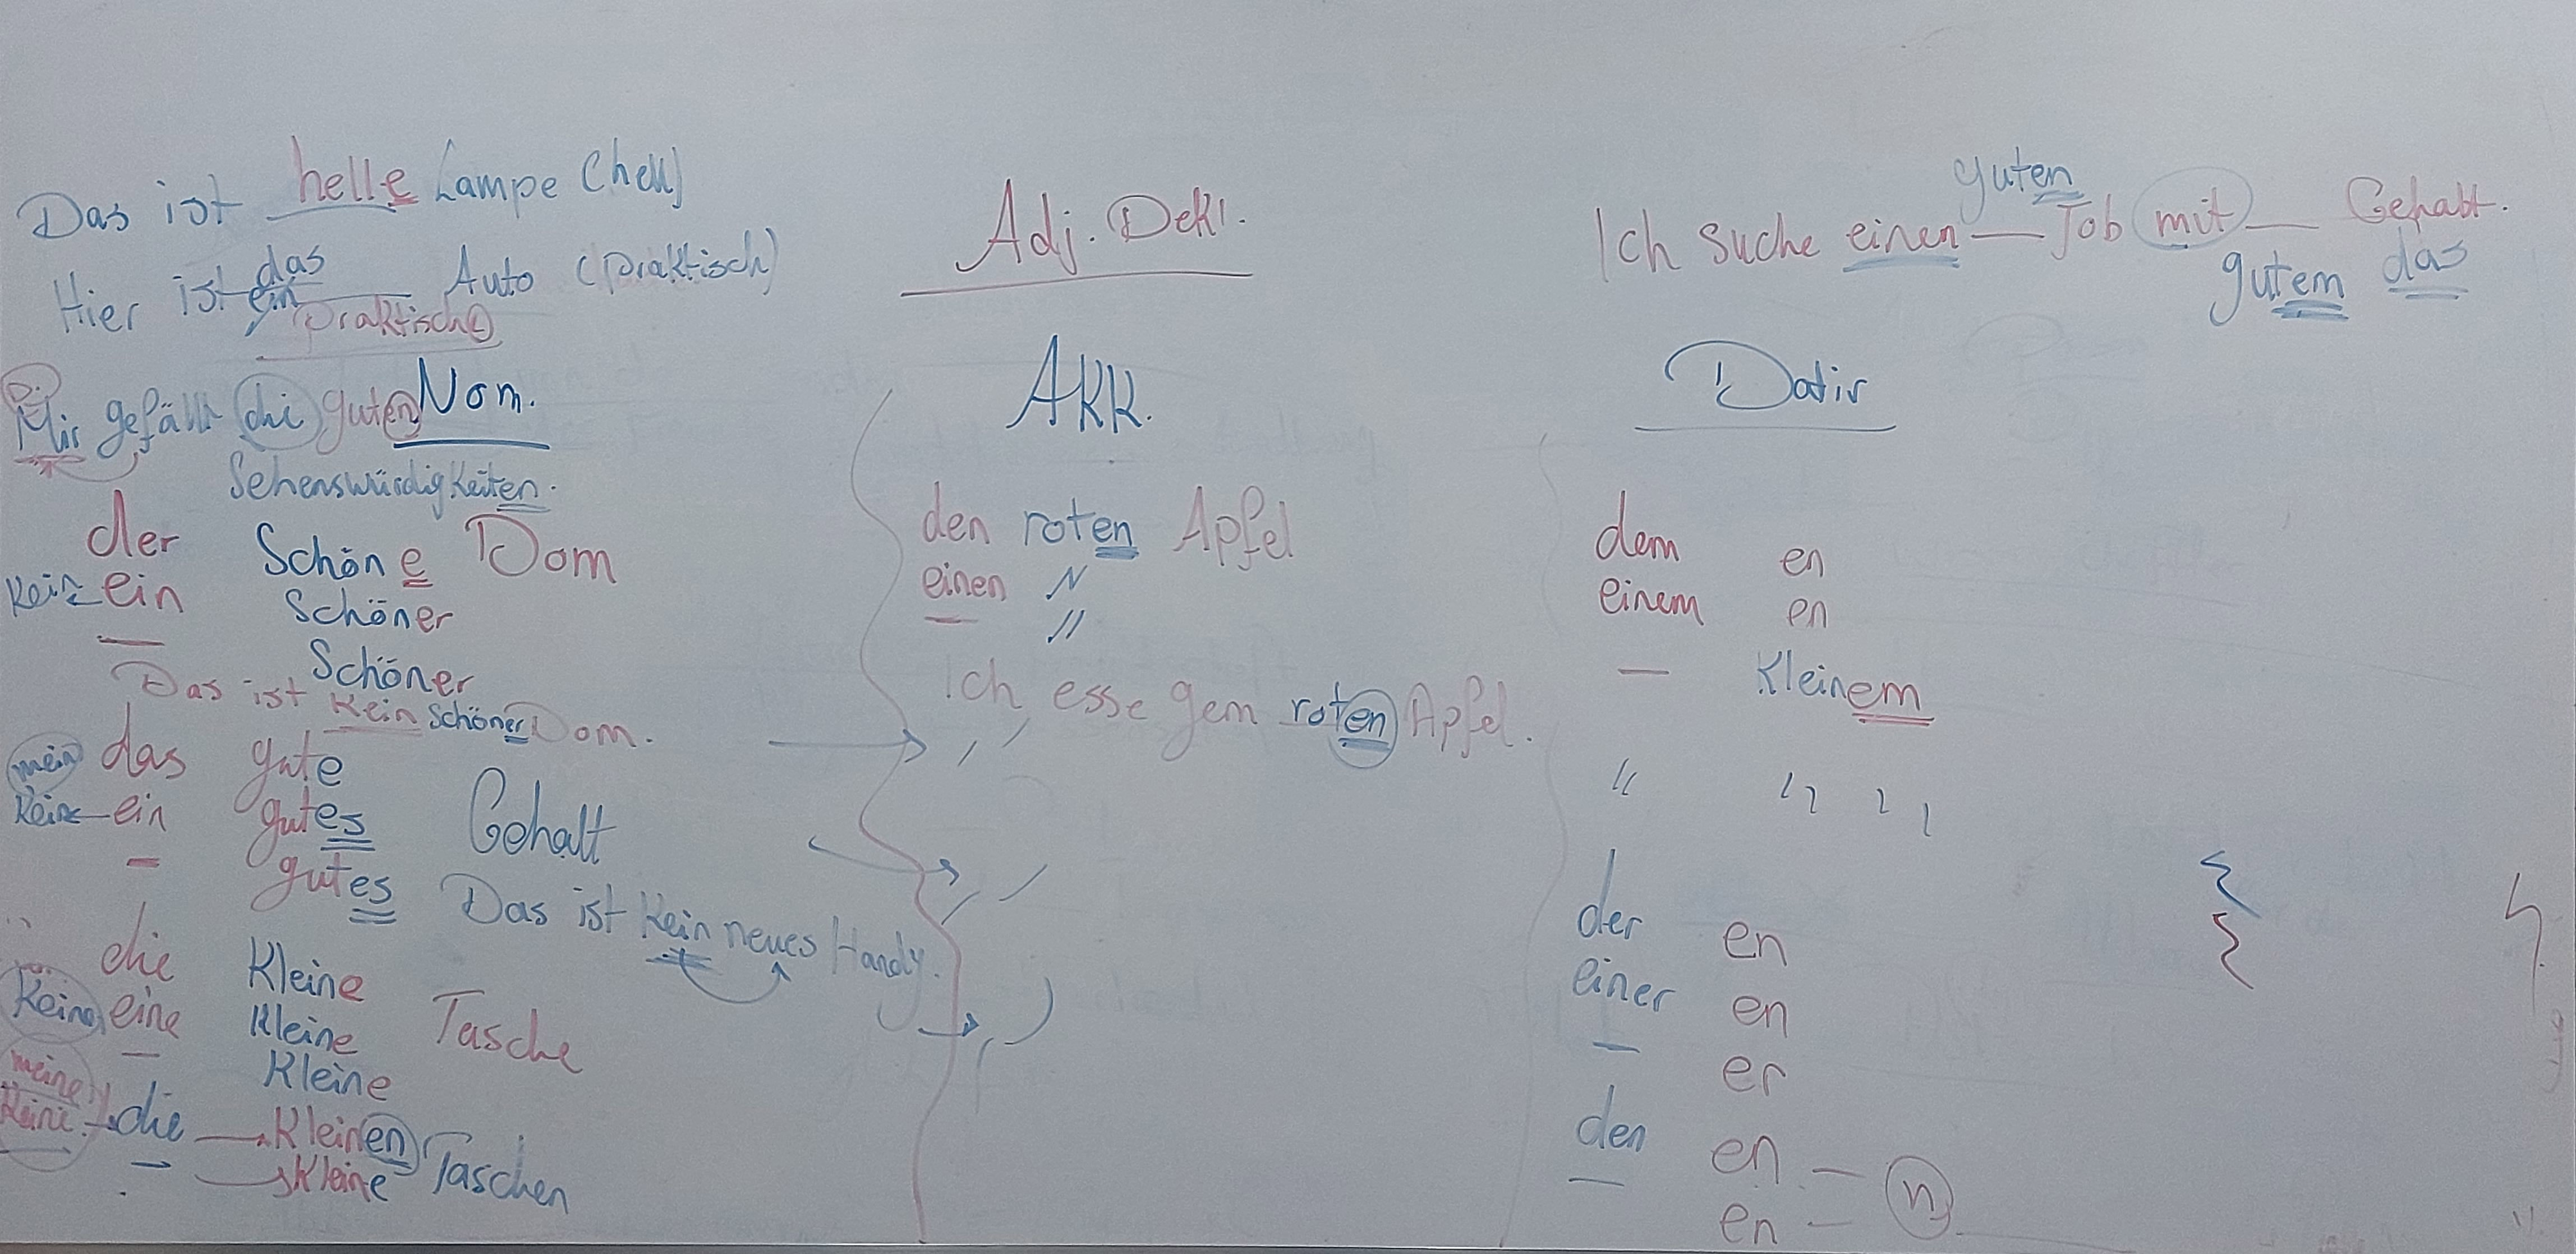 Das ist helle Lampe (hell)
Hier ist ein das Auto (praktisch)
praktische
Di.
Mir gefällt die guten
Sehenswürdigkeiten.
Adj. Dekl.
guten
Ich suche einen — Job mit — Gehalt.
gutem das
Nom.
der schöne Dom
kein ein schöner
— schöner
Das ist kein schöner Dom.
mein das gute
kein ein gutes Gehalt
— gutes
Das ist kein neues Handy.
die kleine
keine eine kleine Tasche
— kleine
meine
keine die kleinen Taschen
— kleine
Akk.
den roten Apfel
einen "
— "
Ich esse gern roten Apfel.
Dativ
dem en
einem en
— kleinem
" " "
der en
einer en
— er
den en — n
— en —